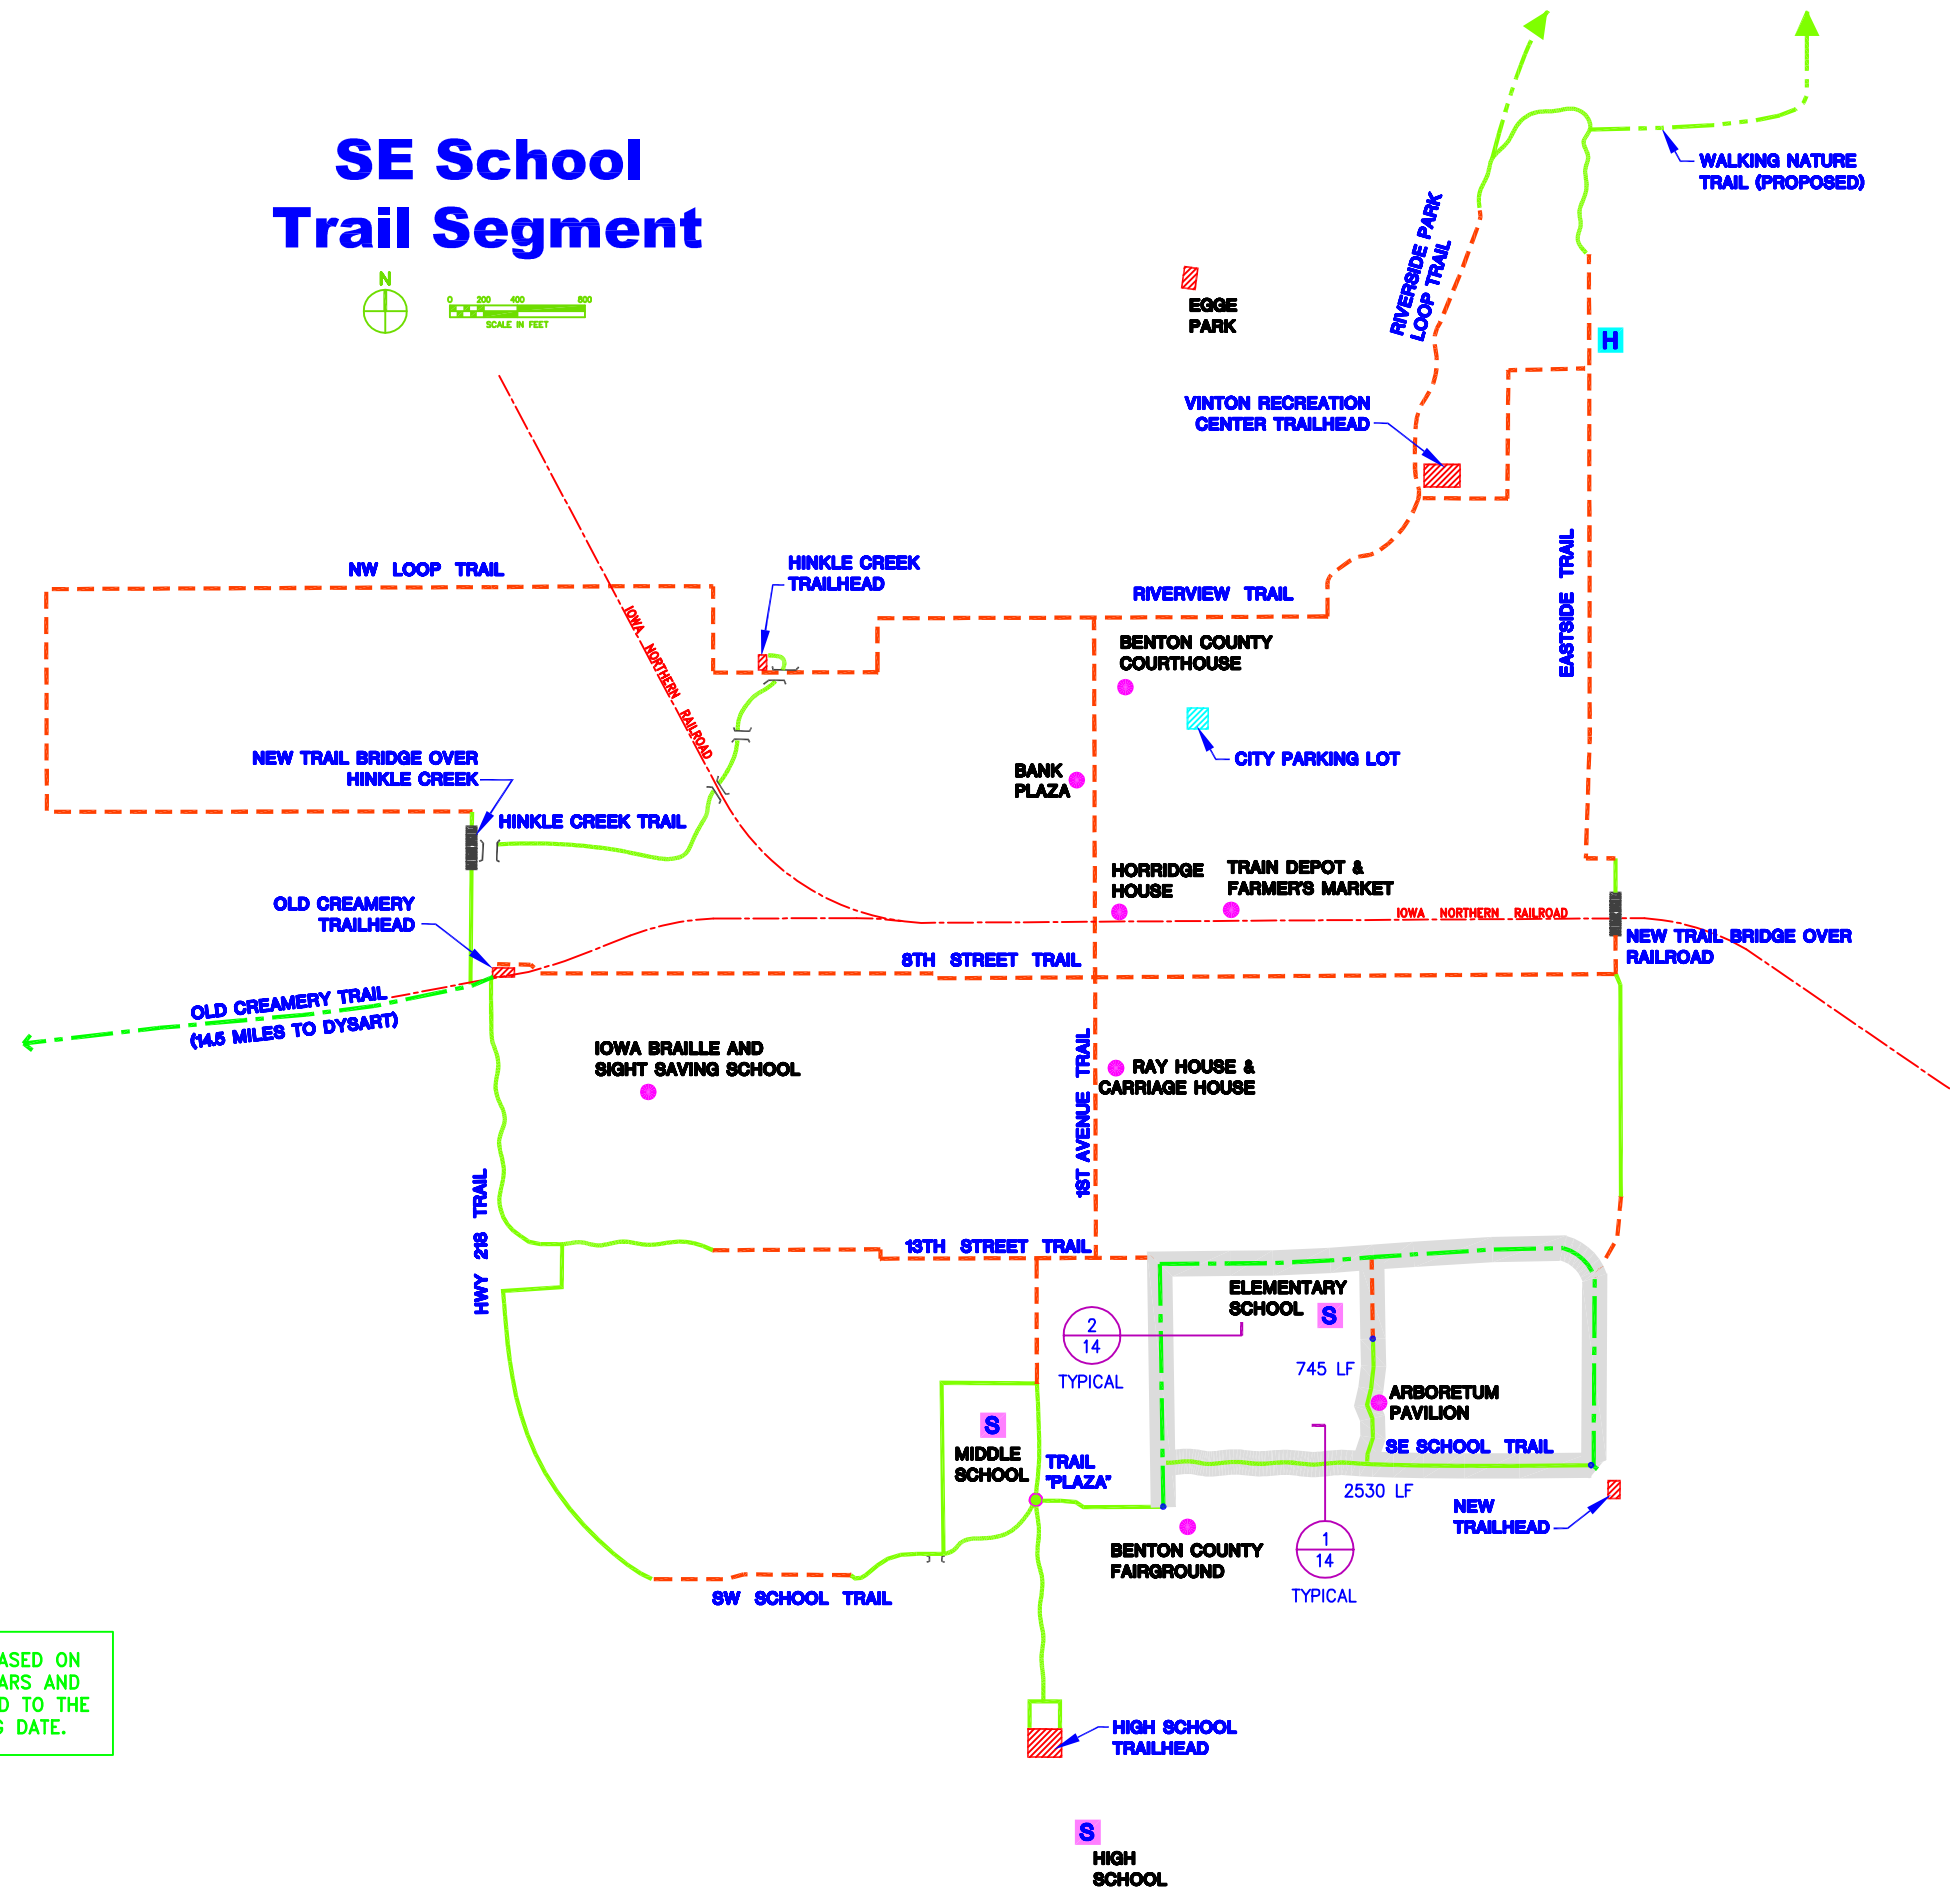 SE School
Trail Segment
N
0 200 400 800
SCALE IN FEET
WALKING NATURE
TRAIL (PROPOSED)
RIVERSIDE PARK
LOOP TRAIL
EGGE
PARK
H
VINTON RECREATION
CENTER TRAILHEAD
NW LOOP TRAIL
HINKLE CREEK
TRAILHEAD
RIVERVIEW TRAIL
EASTSIDE TRAIL
IOWA NORTHERN RAILROAD
BENTON COUNTY
COURTHOUSE
CITY PARKING LOT
BANK
PLAZA
NEW TRAIL BRIDGE OVER
HINKLE CREEK
HINKLE CREEK TRAIL
HORRIDGE
HOUSE
TRAIN DEPOT &
FARMER'S MARKET
IOWA NORTHERN RAILROAD
OLD CREAMERY
TRAILHEAD
NEW TRAIL BRIDGE OVER
RAILROAD
8TH STREET TRAIL
OLD CREAMERY TRAIL
(14.5 MILES TO DYSART)
IOWA BRAILLE AND
SIGHT SAVING SCHOOL
RAY HOUSE &
CARRIAGE HOUSE
1ST AVENUE TRAIL
HWY 218 TRAIL
13TH STREET TRAIL
ELEMENTARY
SCHOOL
S
2
14
TYPICAL
745 LF
ARBORETUM
PAVILION
S
MIDDLE
SCHOOL
TRAIL
"PLAZA"
SE SCHOOL TRAIL
2530 LF
NEW
TRAILHEAD
BENTON COUNTY
FAIRGROUND
1
14
TYPICAL
SW SCHOOL TRAIL
ASED ON
ARS AND
D TO THE
G DATE.
HIGH SCHOOL
TRAILHEAD
S
HIGH
SCHOOL